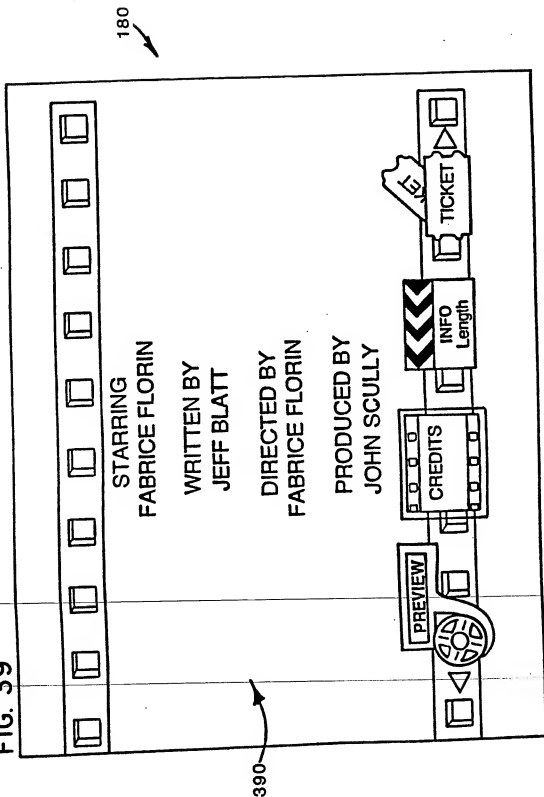 FIG. 39
180
STARRING
FABRICE FLORIN
WRITTEN BY
JEFF BLATT
DIRECTED BY
FABRICE FLORIN
PRODUCED BY
JOHN SCULLY
390
PREVIEW
CREDITS
INFO
Length
TICKET
KET